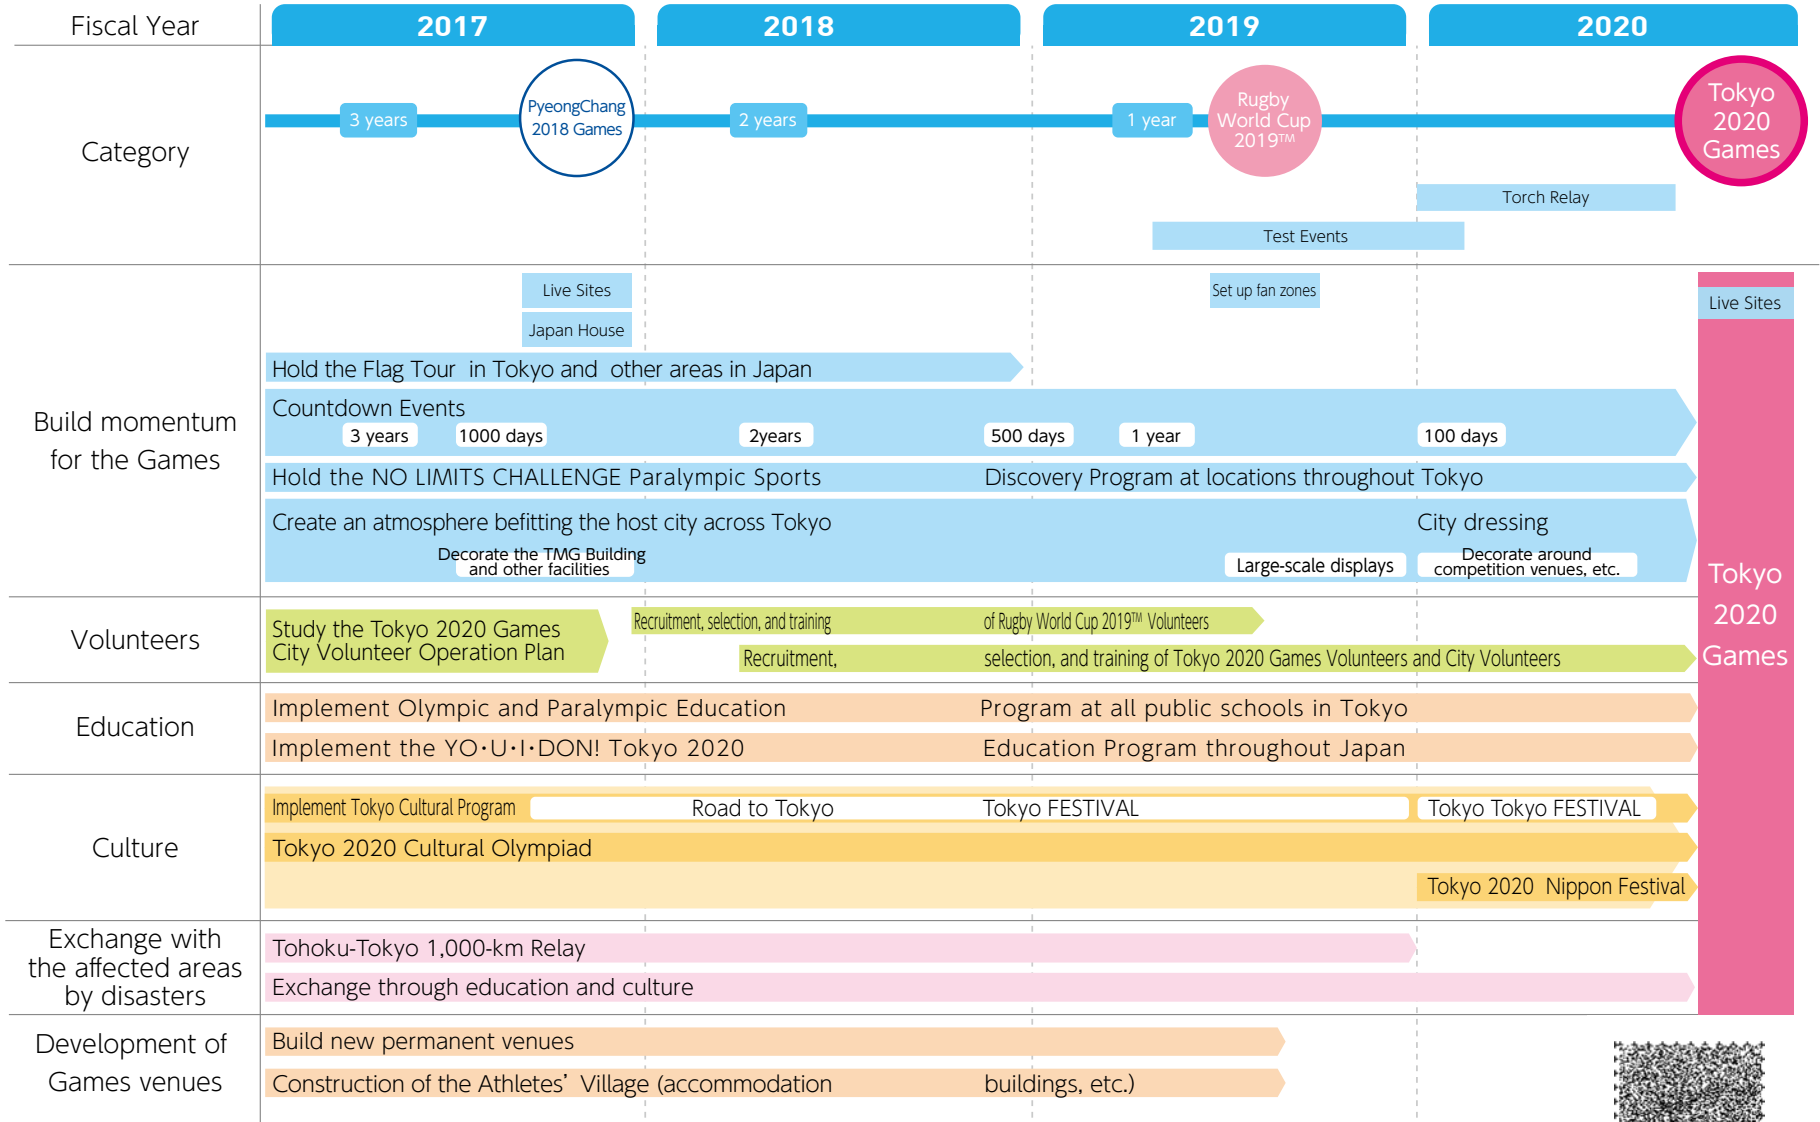 Fiscal Year
2017
2018
2019
2020
Category
3 years
PyeongChang
2018 Games
2 years
1 year
Rugby
World Cup
2019™
Tokyo
2020
Games
Torch Relay
Test Events
Build momentum
for the Games
Live Sites
Japan House
Set up fan zones
Live Sites
Hold the Flag Tour in Tokyo and other areas in Japan
Countdown Events
3 years
1000 days
2years
500 days
1 year
100 days
Hold the NO LIMITS CHALLENGE Paralympic Sports Discovery Program at locations throughout Tokyo
Create an atmosphere befitting the host city across Tokyo
City dressing
Decorate the TMG Building
and other facilities
Large-scale displays
Decorate around
competition venues, etc.
Tokyo
2020
Games
Volunteers
Study the Tokyo 2020 Games
City Volunteer Operation Plan
Recruitment, selection, and training of Rugby World Cup 2019™ Volunteers
Recruitment, selection, and training of Tokyo 2020 Games Volunteers and City Volunteers
Education
Implement Olympic and Paralympic Education Program at all public schools in Tokyo
Implement the YO・U・I・DON! Tokyo 2020 Education Program throughout Japan
Culture
Implement Tokyo Cultural Program
Road to Tokyo Tokyo FESTIVAL
Tokyo Tokyo FESTIVAL
Tokyo 2020 Cultural Olympiad
Tokyo 2020 Nippon Festival
Exchange with
the affected areas
by disasters
Tohoku-Tokyo 1,000-km Relay
Exchange through education and culture
Development of
Games venues
Build new permanent venues
Construction of the Athletes’ Village (accommodation buildings, etc.)